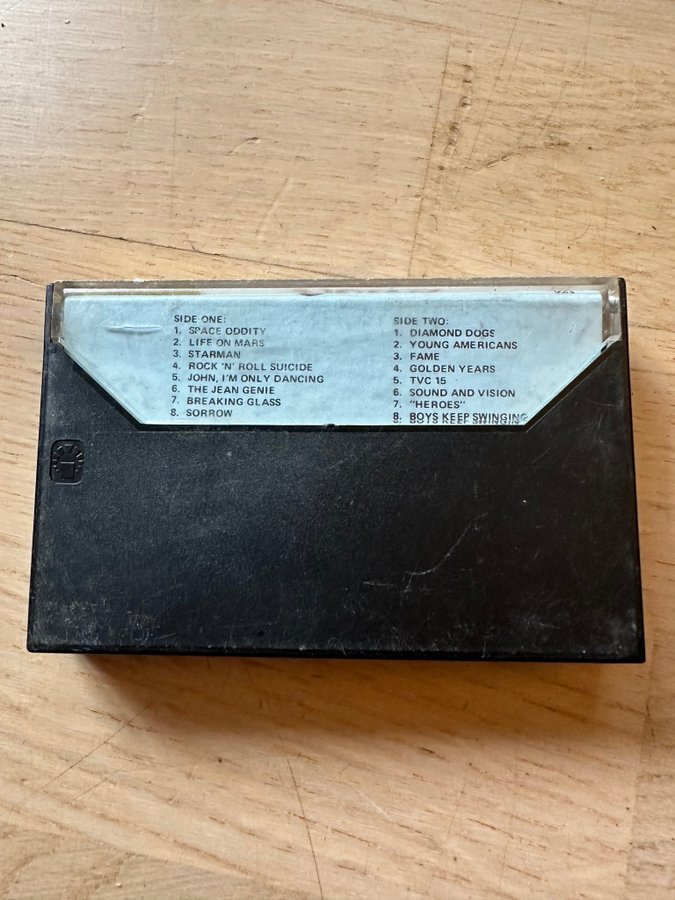 SIDE ONE:
1. SPACE ODDITY
2. LIFE ON MARS
3. STARMAN
4. ROCK 'N' ROLL SUICIDE
5. JOHN, I'M ONLY DANCING
6. THE JEAN GENIE
7. BREAKING GLASS
8. SORROW
SIDE TWO:
1. DIAMOND DOGS
2. YOUNG AMERICANS
3. FAME
4. GOLDEN YEARS
5. TVC 15
6. SOUND AND VISION
7. "HEROES"
8. BOYS KEEP SWINGING